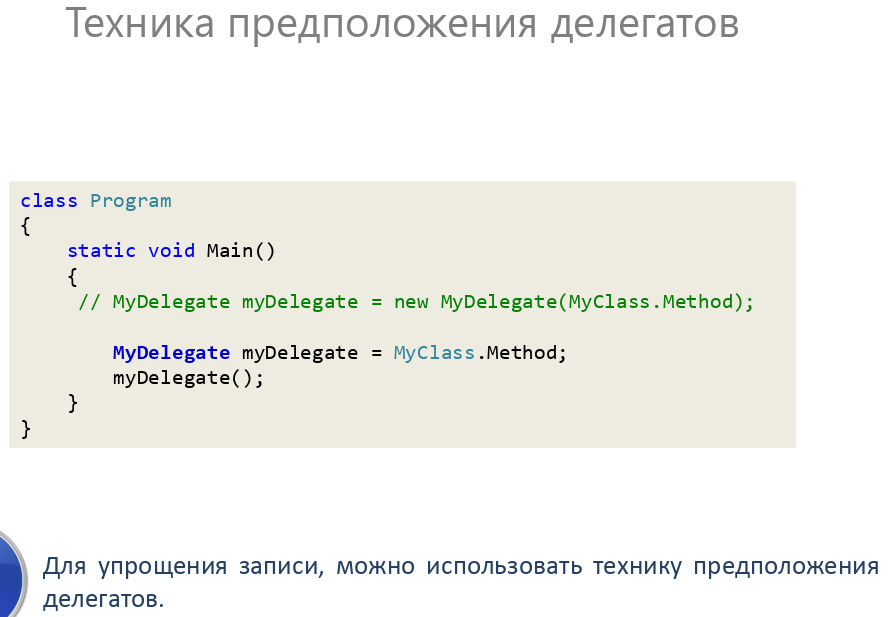 Техника предположения делегатов
class Program
{
    static void Main()
    {
     // MyDelegate myDelegate = new MyDelegate(MyClass.Method);
        MyDelegate myDelegate = MyClass.Method;
        myDelegate();
    }
}
Для упрощения записи, можно использовать технику предположения
делегатов.